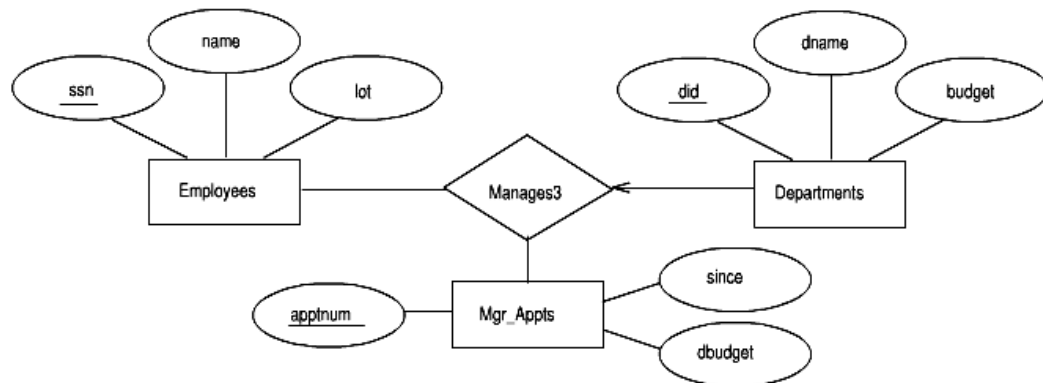 name
dname
ssn
lot
did
budget
Employees
Manages3
Departments
since
apptnum
Mgr_Appts
dbudget